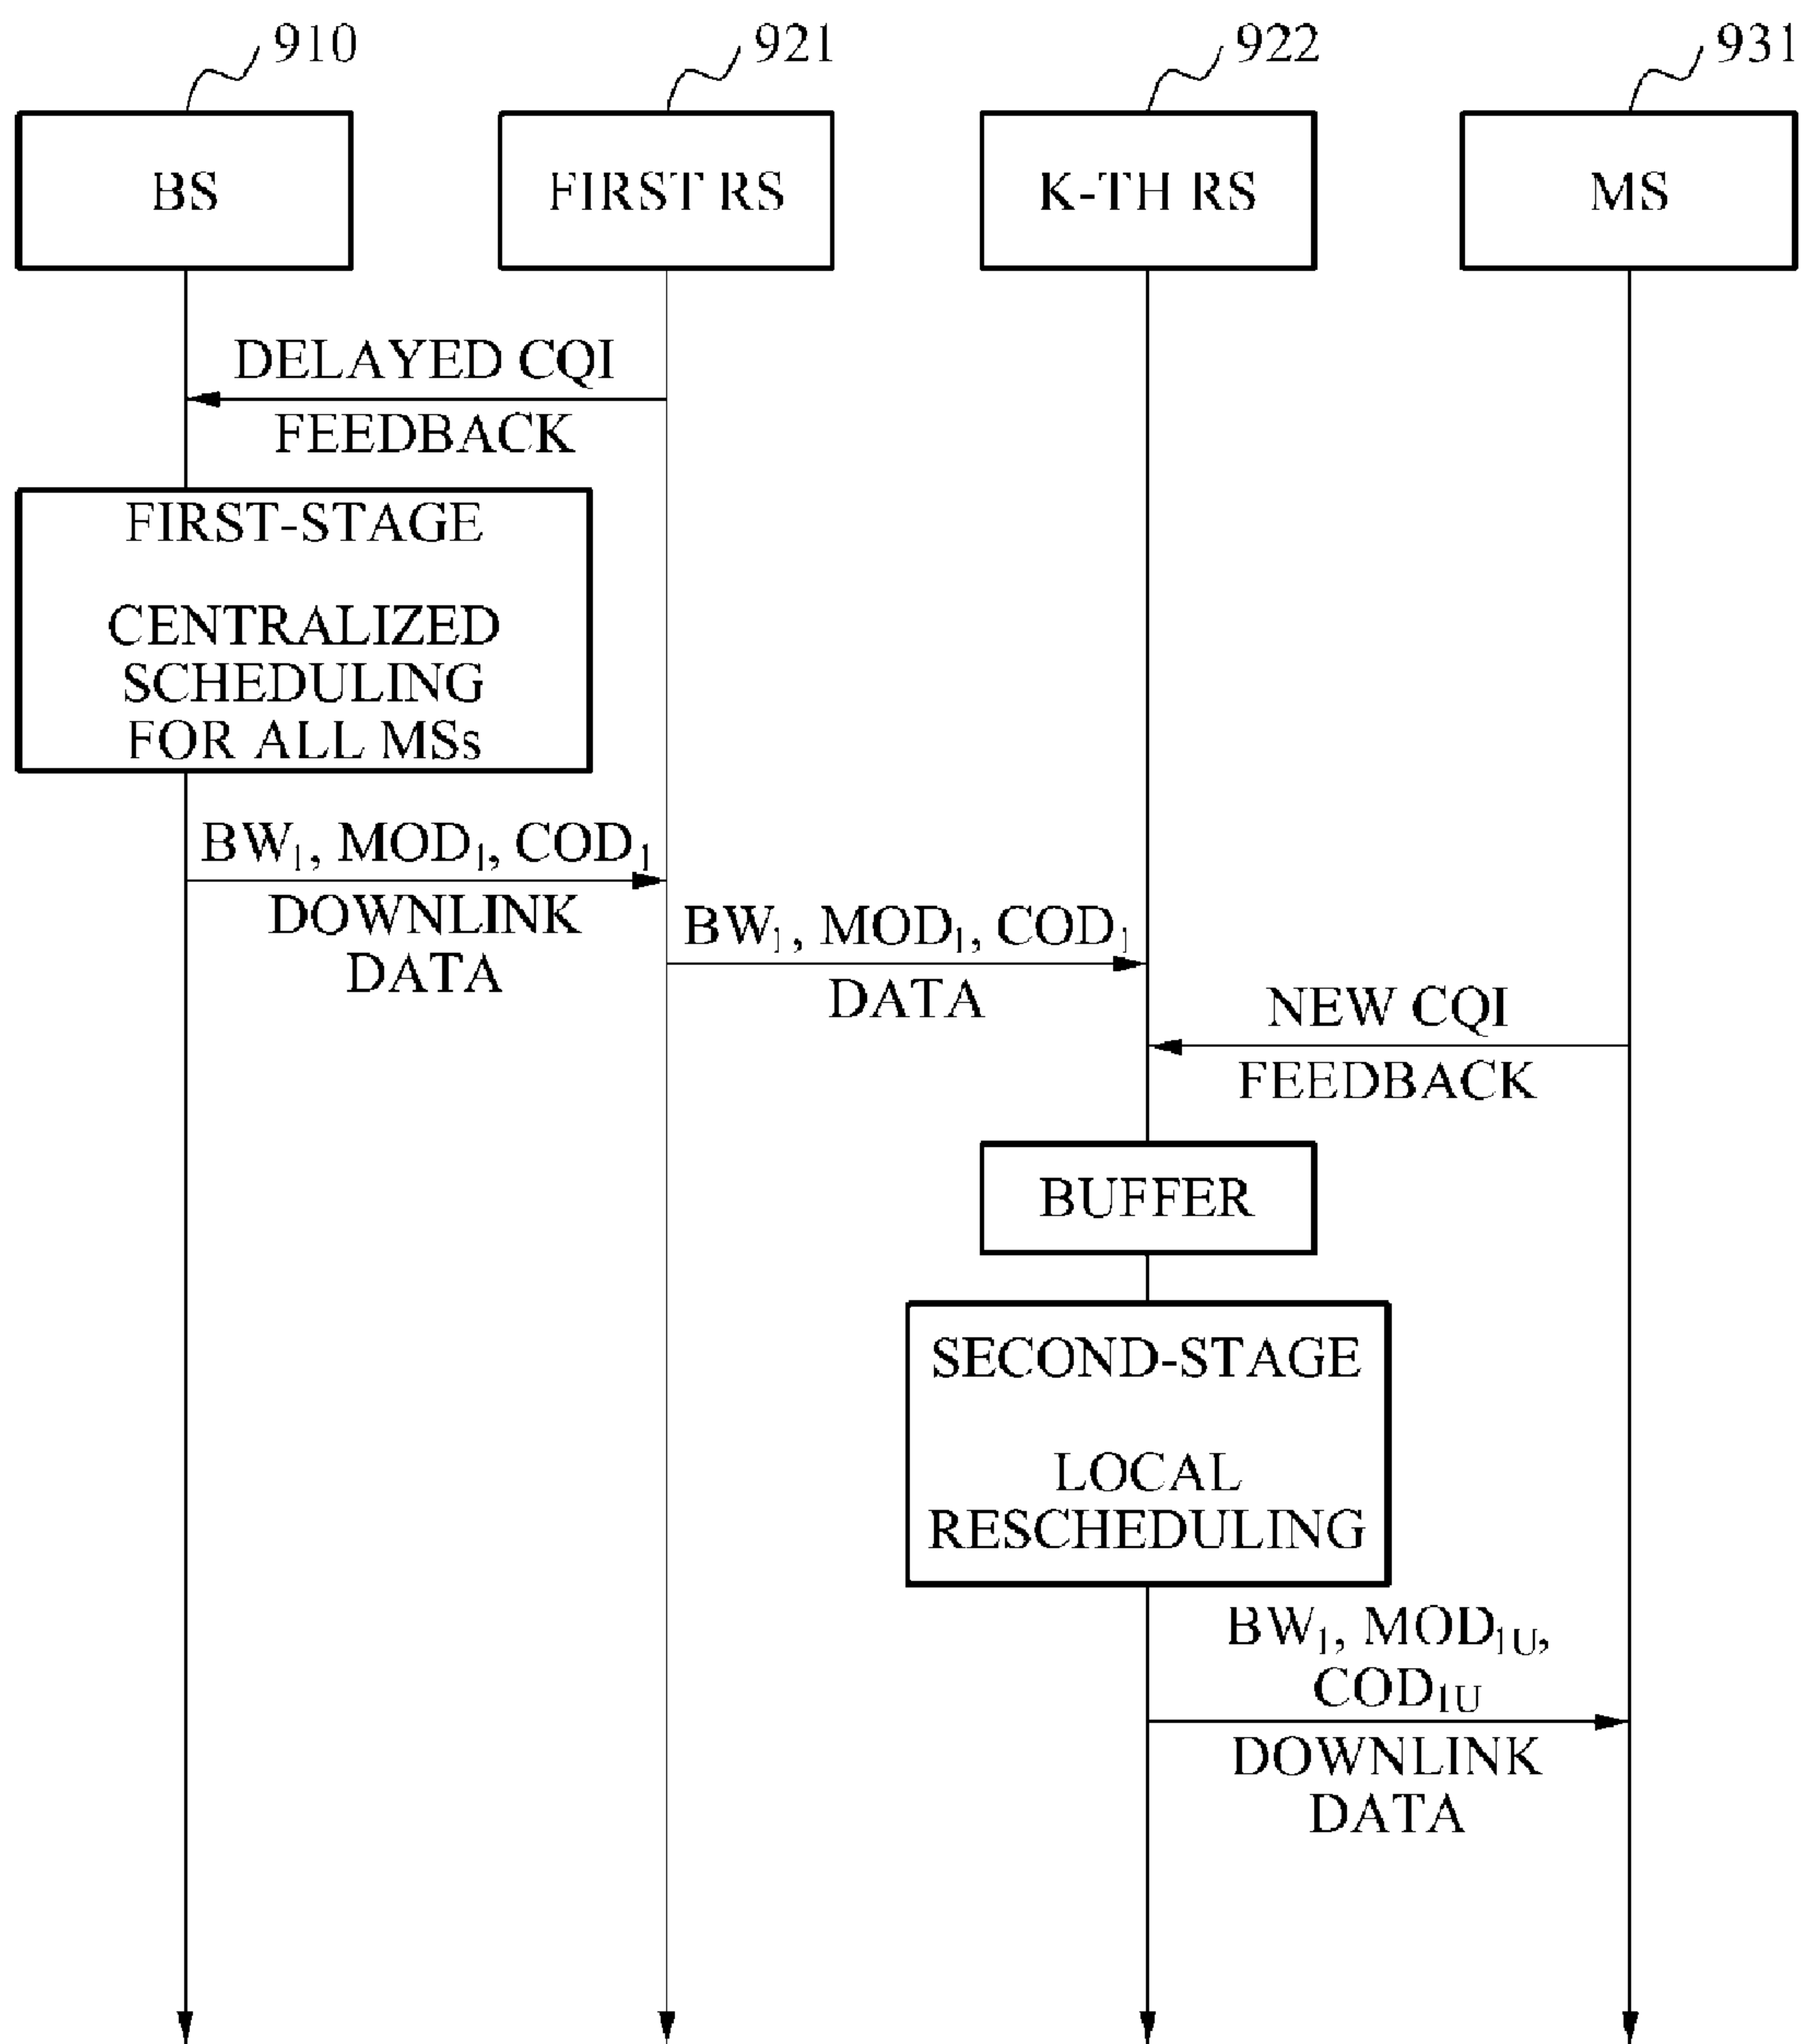 910 921 922 931
BS FIRST RS K-TH RS MS
DELAYED CQI
FEEDBACK
FIRST-STAGE
CENTRALIZED
SCHEDULING
FOR ALL MSs
BW₁, MOD₁, COD₁
DOWNLINK
DATA
BW₁, MOD₁, COD₁
DATA
NEW CQI
FEEDBACK
BUFFER
SECOND-STAGE
LOCAL
RESCHEDULING
BW₁, MOD1U,
COD1U
DOWNLINK
DATA